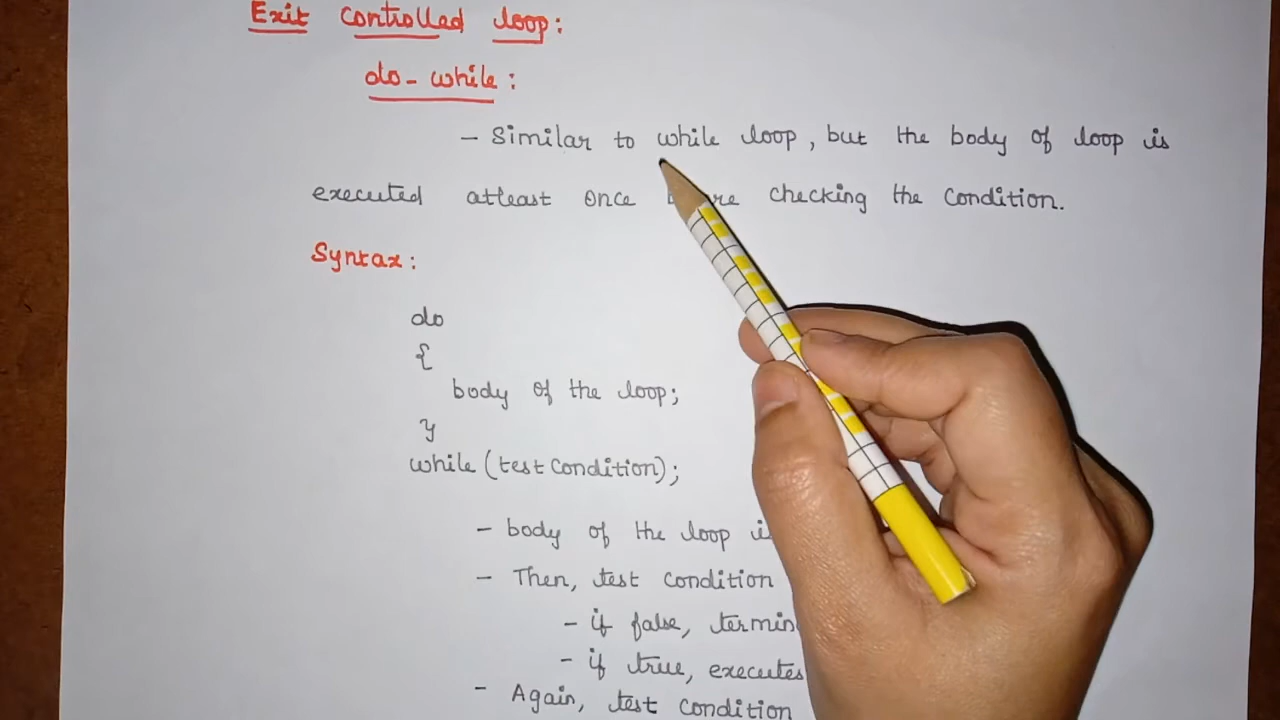 Exit Controlled loop:
do - while:
- Similar to while loop, but the body of loop is
executed atleast once checking the condition.
Syntax:
do
{
body of the loop;
}
while (test condition);
- body of the loop is
- Then, test condition
- if false,
- if true, executes
- Again, test condition